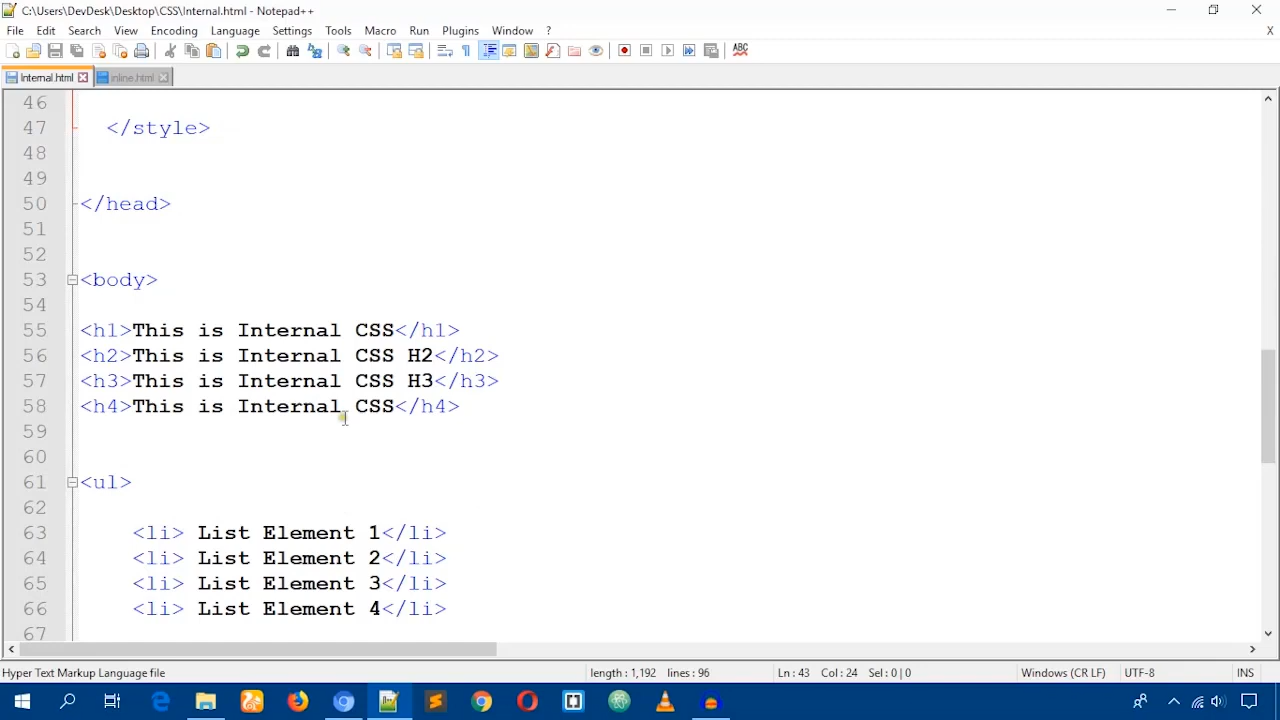 C:\Users\DevDesk\Desktop\CSS\Internal.html - Notepad++
File Edit Search View Encoding Language Settings Tools Macro Run Plugins Window ? X
ABC
Internal.html inline.html
46
47 </style>
48
49
50 </head>
51
52
53 <body>
54
55 <h1>This is Internal CSS</h1>
56 <h2>This is Internal CSS H2</h2>
57 <h3>This is Internal CSS H3</h3>
58 <h4>This is Internal CSS</h4>
59
60
61 <ul>
62
63 <li> List Element 1</li>
64 <li> List Element 2</li>
65 <li> List Element 3</li>
66 <li> List Element 4</li>
67
Hyper Text Markup Language file length : 1,192 lines : 96 Ln : 43 Col : 24 Sel : 0 | 0 Windows (CR LF) UTF-8 INS